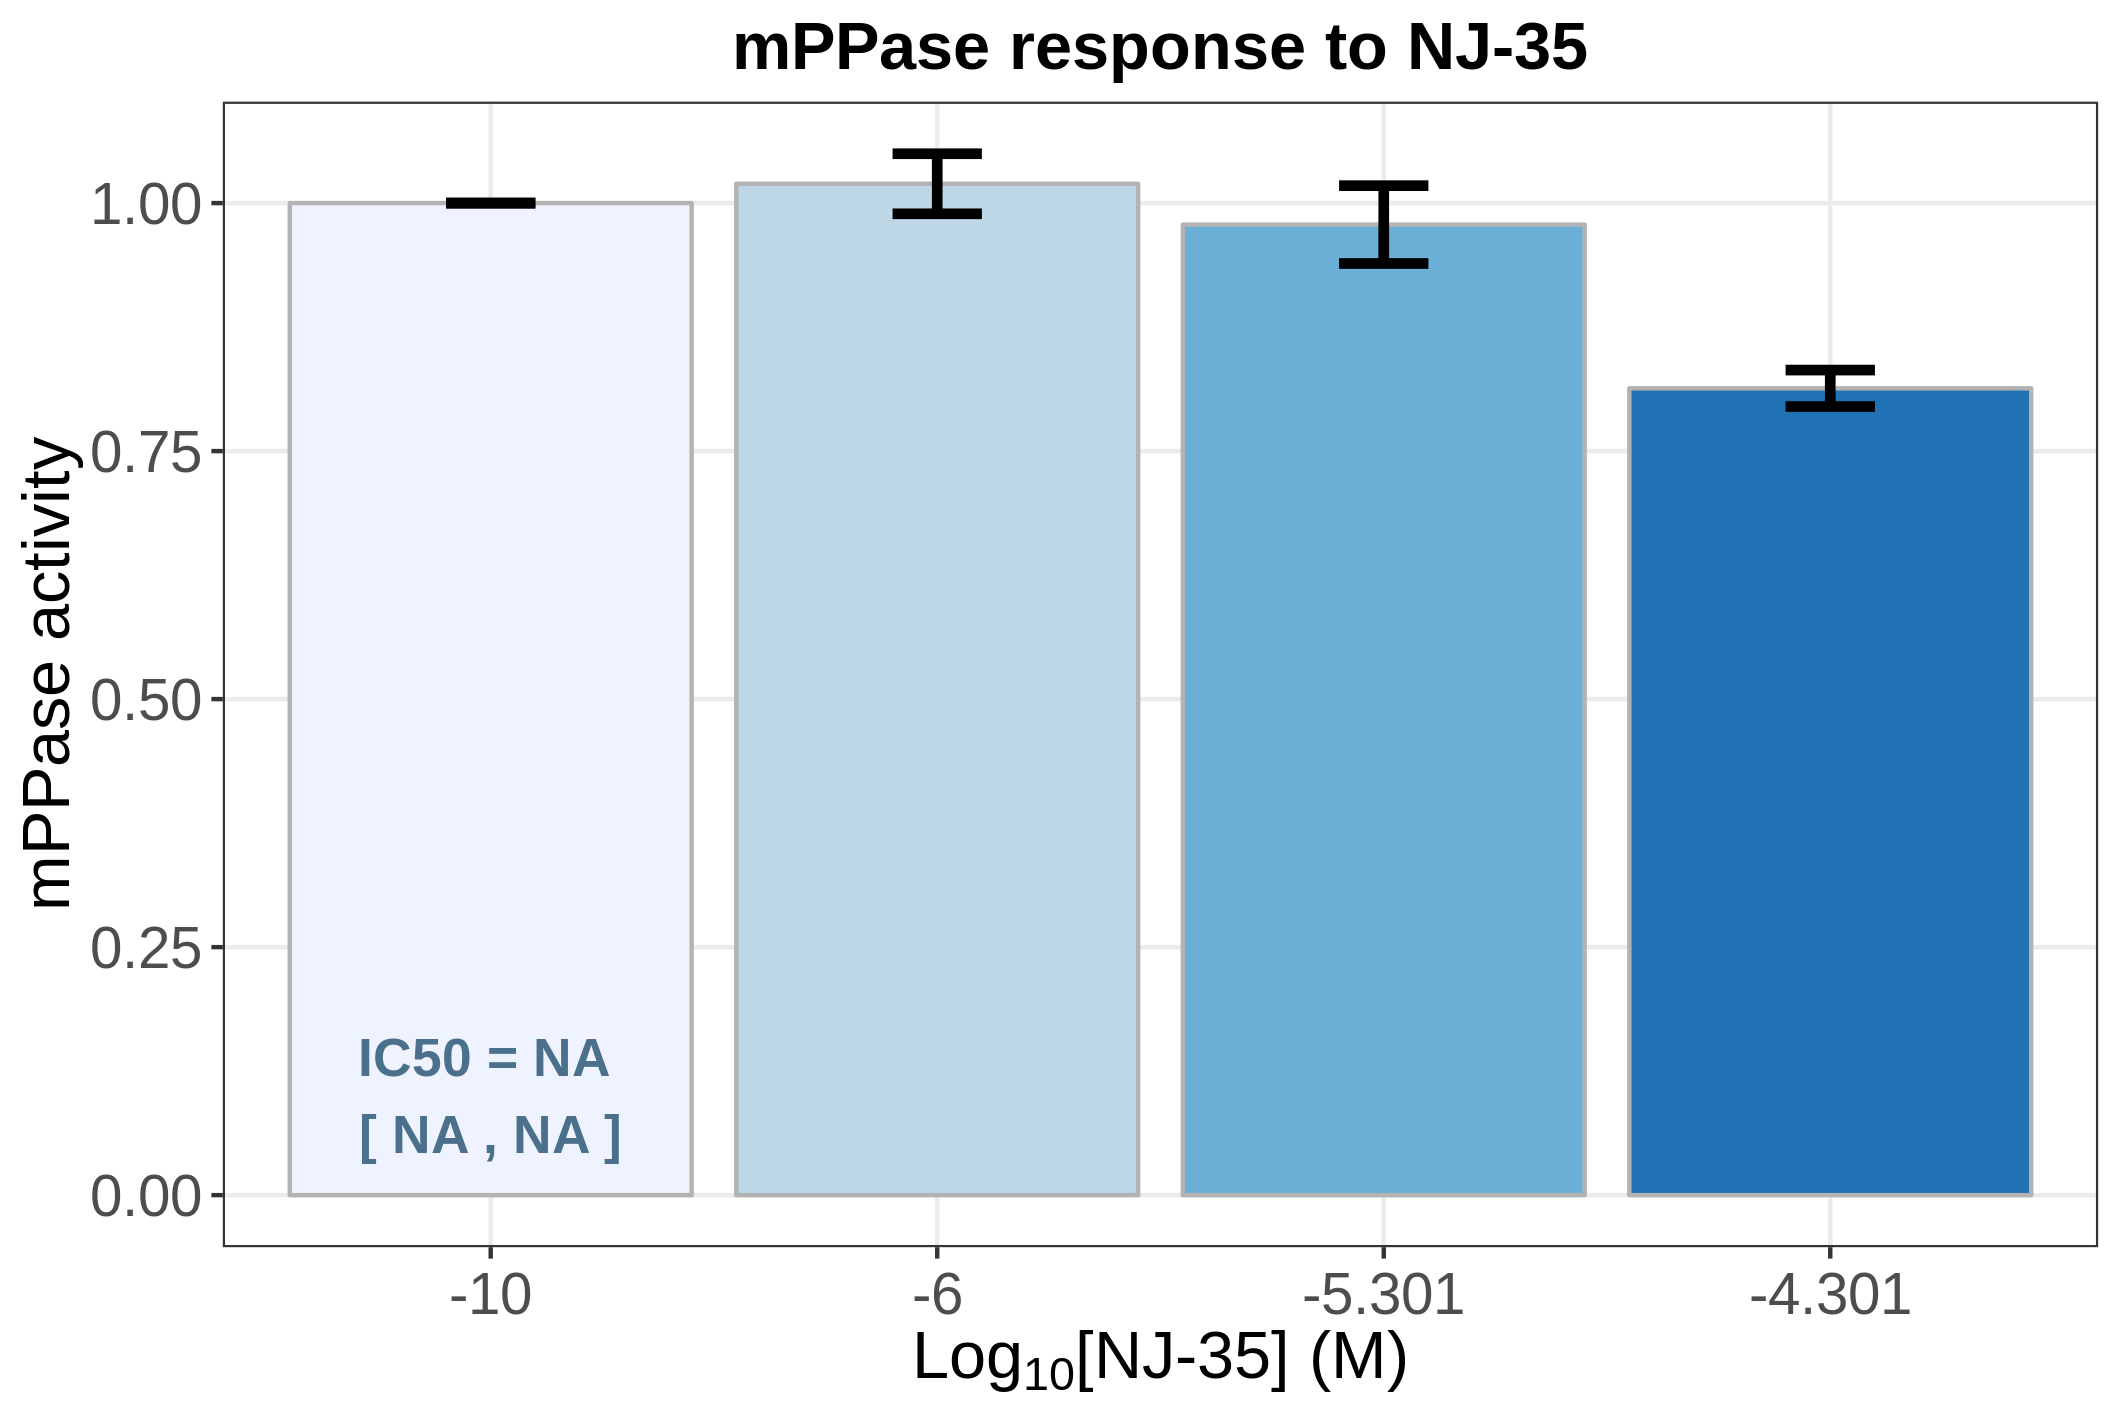 mPPase response to NJ-35
mPPase activity
1.00
0.75
0.50
0.25
0.00
IC50 = NA
[ NA , NA ]
-10
-6
-5.301
-4.301
Log₁₀[NJ-35] (M)